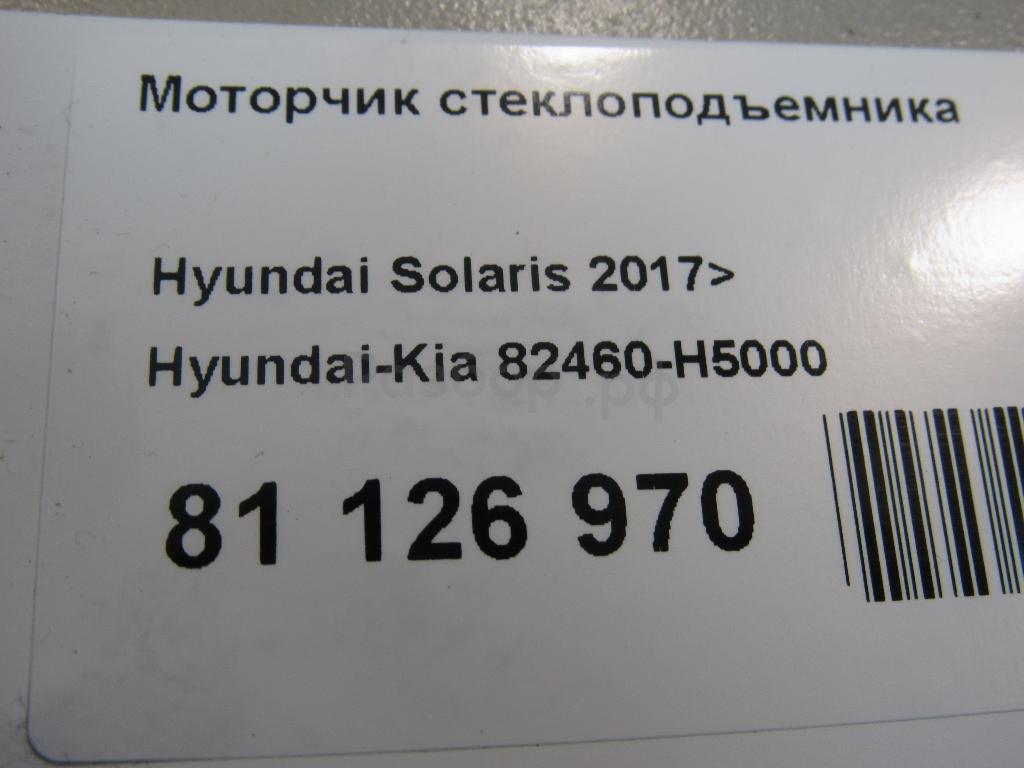 Моторчик стеклоподъемника
Hyundai Solaris 2017>
Hyundai-Kia 82460-H5000
81 126 970